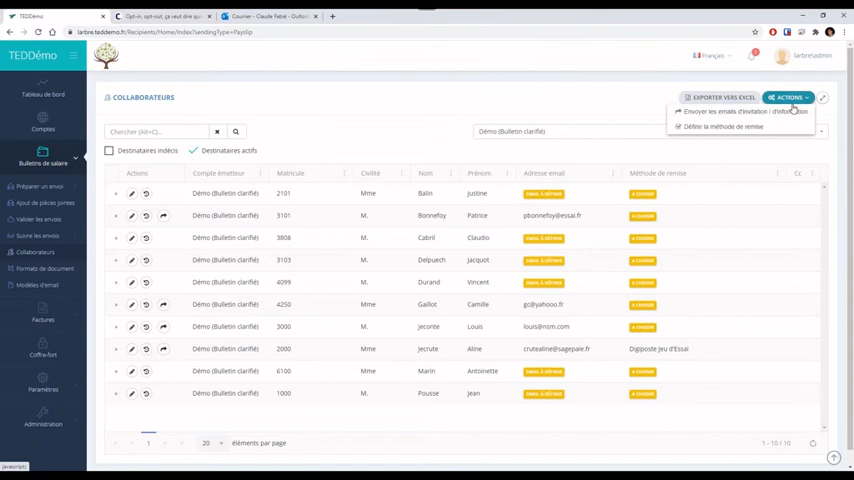 TEDDémo
Opt-in, opt-out, ça veut dire qu
Courrier - Claude Fabié - Outloo
larbre.tedmo.fr/Recipients/Home/Index?sendingType=Payslip
TEDDémo
Français
larbre\admin
Tableau de bord
Comptes
Bulletins de salaire
Préparer un envoi
Ajout de pièces jointes
Valider les envois
Suivre les envois
Collaborateurs
Formats de document
Modèles d'email
Factures
Coffre-fort
Paramètres
Administration
COLLABORATEURS
EXPORTER VERS EXCEL
ACTIONS
Envoyer les emails d'invitation / d'information
Définir la méthode de remise
Chercher (Alt+C)...
Démo (Bulletin clarifié)
Destinataires indécis
Destinataires actifs
Actions Compte émetteur Matricule Civilité Nom Prénom Adresse email Méthode de remise Cc
Démo (Bulletin clarifié) 2101 Mme Balin Justine EMAIL À DÉFINIR A CHOISIR
Démo (Bulletin clarifié) 3101 M. Bonnefoy Patrice pbonnefoy@essai.fr A CHOISIR
Démo (Bulletin clarifié) 3808 M. Cabril Claudio EMAIL À DÉFINIR A CHOISIR
Démo (Bulletin clarifié) 3103 M. Delpuech Jacquot EMAIL À DÉFINIR A CHOISIR
Démo (Bulletin clarifié) 4099 M. Durand Vincent EMAIL À DÉFINIR A CHOISIR
Démo (Bulletin clarifié) 4250 Mme Gaillot Camille gc@yahooo.fr A CHOISIR
Démo (Bulletin clarifié) 3000 M. Jeconte Louis louis@nsm.com A CHOISIR
Démo (Bulletin clarifié) 2000 Mme Jecrute Aline crutealine@sagepaie.fr Digiposte Jeu d'Essai
Démo (Bulletin clarifié) 6100 Mme Marin Antoinette EMAIL À DÉFINIR A CHOISIR
Démo (Bulletin clarifié) 1000 M. Pousse Jean EMAIL À DÉFINIR A CHOISIR
1 20 éléments par page 1 - 10 / 10
javascript:;